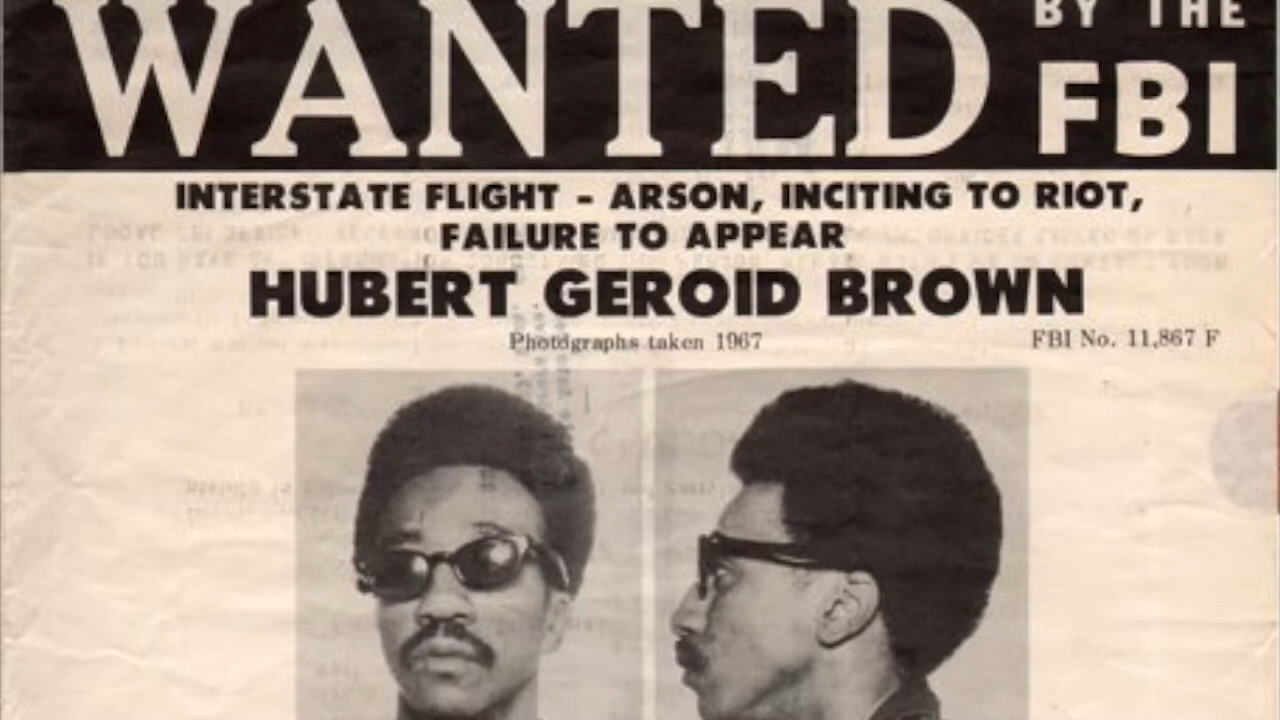 WANTED BY THE
FBI
INTERSTATE FLIGHT - ARSON, INCITING TO RIOT,
FAILURE TO APPEAR
HUBERT GEROID BROWN
Photographs taken 1967
FBI No. 11,867 F